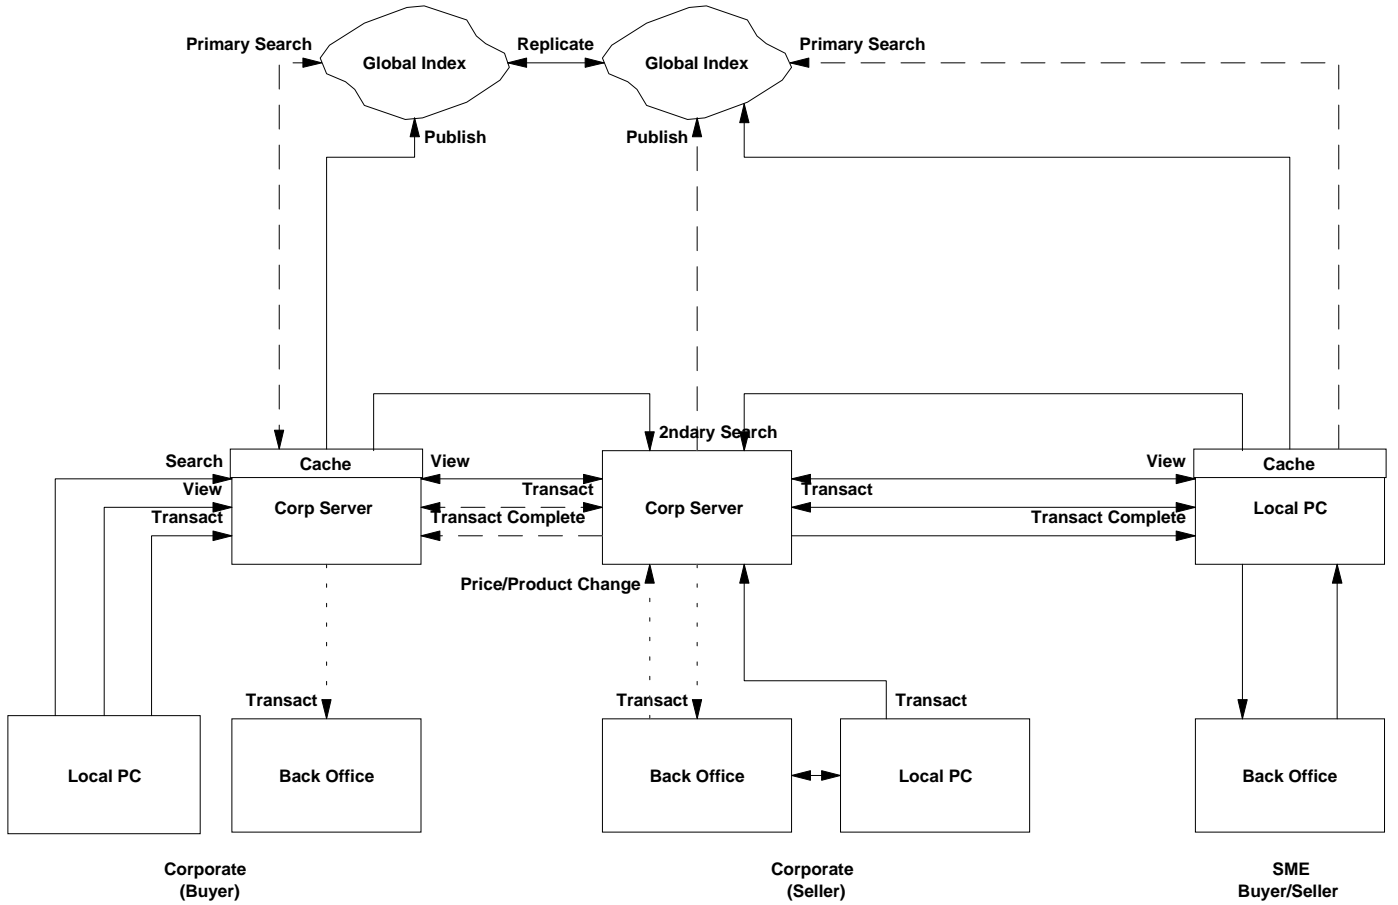 Primary Search
Global Index
Replicate
Global Index
Primary Search
Publish
Publish
2ndary Search
Search
Cache
View
View
Cache
View
Transact
Transact
Transact
Corp Server
Corp Server
Local PC
Transact Complete
Transact Complete
Price/Product Change
Transact
Transact
Transact
Local PC
Back Office
Back Office
Local PC
Back Office
Corporate
(Buyer)
Corporate
(Seller)
SME
Buyer/Seller